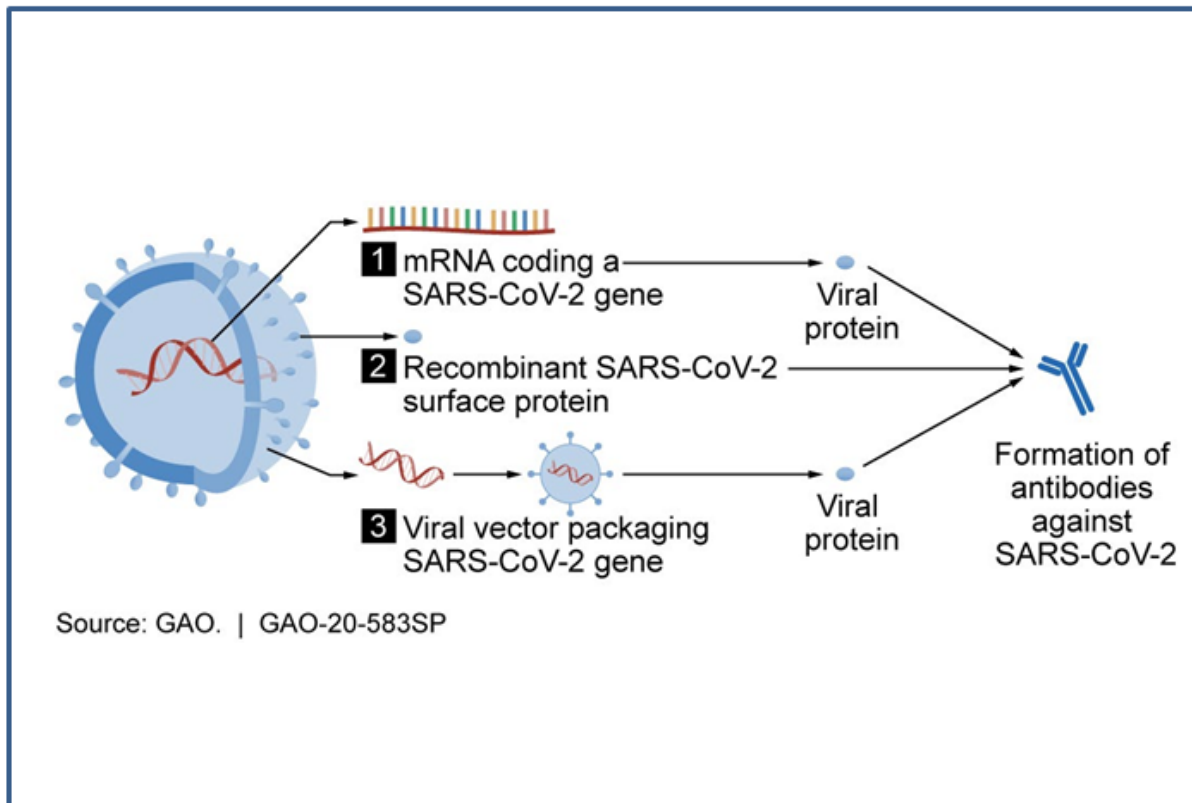 1 mRNA coding a
SARS-CoV-2 gene
Viral
protein
2 Recombinant SARS-CoV-2
surface protein
3 Viral vector packaging
SARS-CoV-2 gene
Viral
protein
Formation of
antibodies
against
SARS-CoV-2
Source: GAO. | GAO-20-583SP